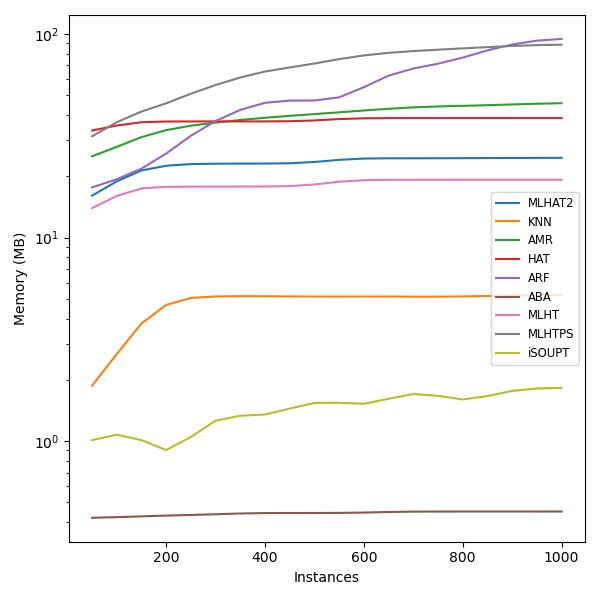 10²
10¹
10⁰
Memory (MB)
MLHAT2
KNN
AMR
HAT
ARF
ABA
MLHT
MLHTPS
iSOUPT
200 400 600 800 1000
Instances